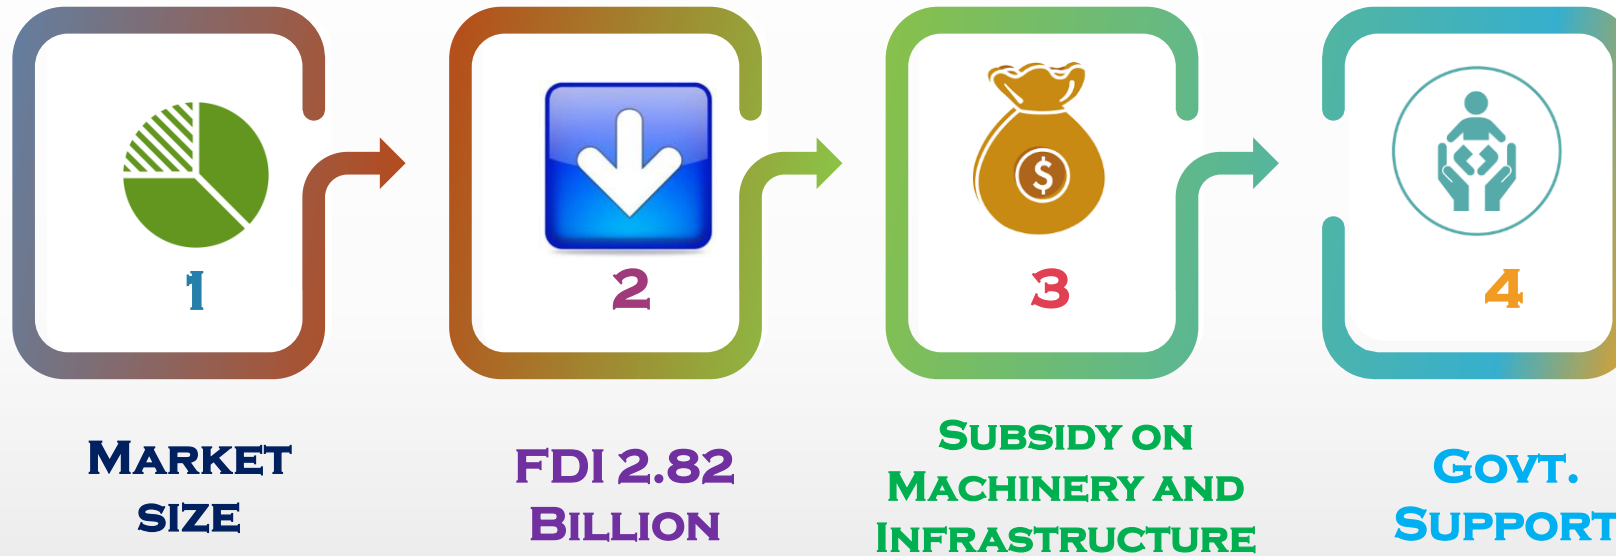 $
1
2
3
4
MARKET
SIZE
FDI 2.82
BILLION
SUBSIDY ON
MACHINERY AND
INFRASTRUCTURE
GOVT.
SUPPORT